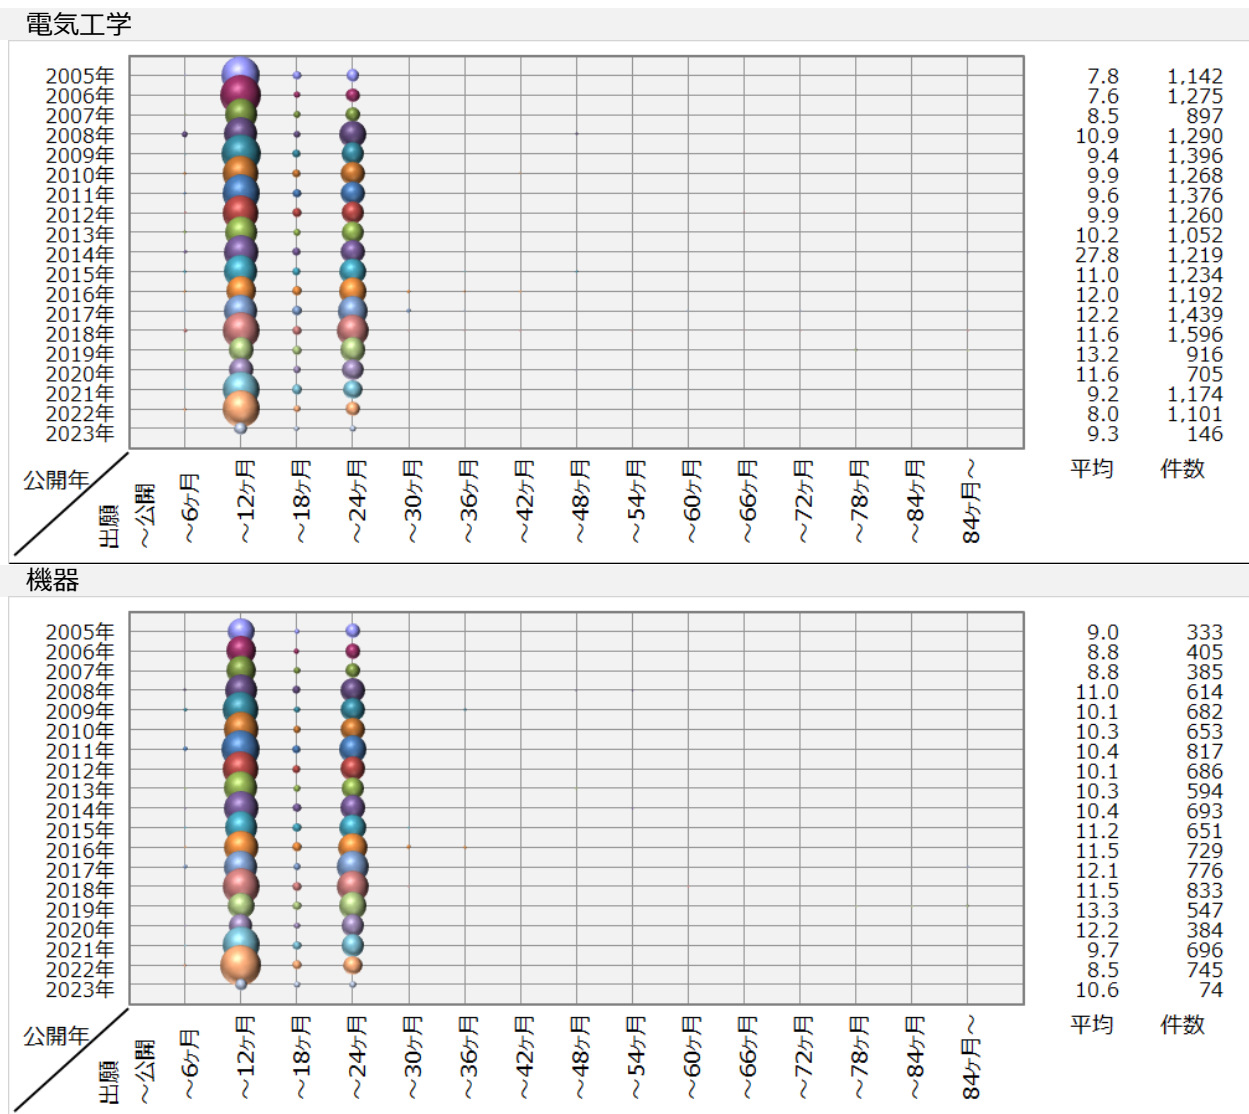 電気工学
2005年 7.8 1,142
2006年 7.6 1,275
2007年 8.5 897
2008年 10.9 1,290
2009年 9.4 1,396
2010年 9.9 1,268
2011年 9.6 1,376
2012年 9.9 1,260
2013年 10.2 1,052
2014年 27.8 1,219
2015年 11.0 1,234
2016年 12.0 1,192
2017年 12.2 1,439
2018年 11.6 1,596
2019年 13.2 916
2020年 11.6 705
2021年 9.2 1,174
2022年 8.0 1,101
2023年 9.3 146
公開年 平均 件数
出願 ～公開 ～6ヶ月 ～12ヶ月 ～18ヶ月 ～24ヶ月 ～30ヶ月 ～36ヶ月 ～42ヶ月 ～48ヶ月 ～54ヶ月 ～60ヶ月 ～66ヶ月 ～72ヶ月 ～78ヶ月 ～84ヶ月 84ヶ月～
機器
2005年 9.0 333
2006年 8.8 405
2007年 8.8 385
2008年 11.0 614
2009年 10.1 682
2010年 10.3 653
2011年 10.4 817
2012年 10.1 686
2013年 10.3 594
2014年 10.4 693
2015年 11.2 651
2016年 11.5 729
2017年 12.1 776
2018年 11.5 833
2019年 13.3 547
2020年 12.2 384
2021年 9.7 696
2022年 8.5 745
2023年 10.6 74
公開年 平均 件数
出願 ～公開 ～6ヶ月 ～12ヶ月 ～18ヶ月 ～24ヶ月 ～30ヶ月 ～36ヶ月 ～42ヶ月 ～48ヶ月 ～54ヶ月 ～60ヶ月 ～66ヶ月 ～72ヶ月 ～78ヶ月 ～84ヶ月 84ヶ月～